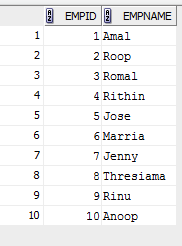 EMPID EMPNAME
1 1 Amal
2 2 Roop
3 3 Romal
4 4 Rithin
5 5 Jose
6 6 Marria
7 7 Jenny
8 8 Thresiama
9 9 Rinu
10 10 Anoop